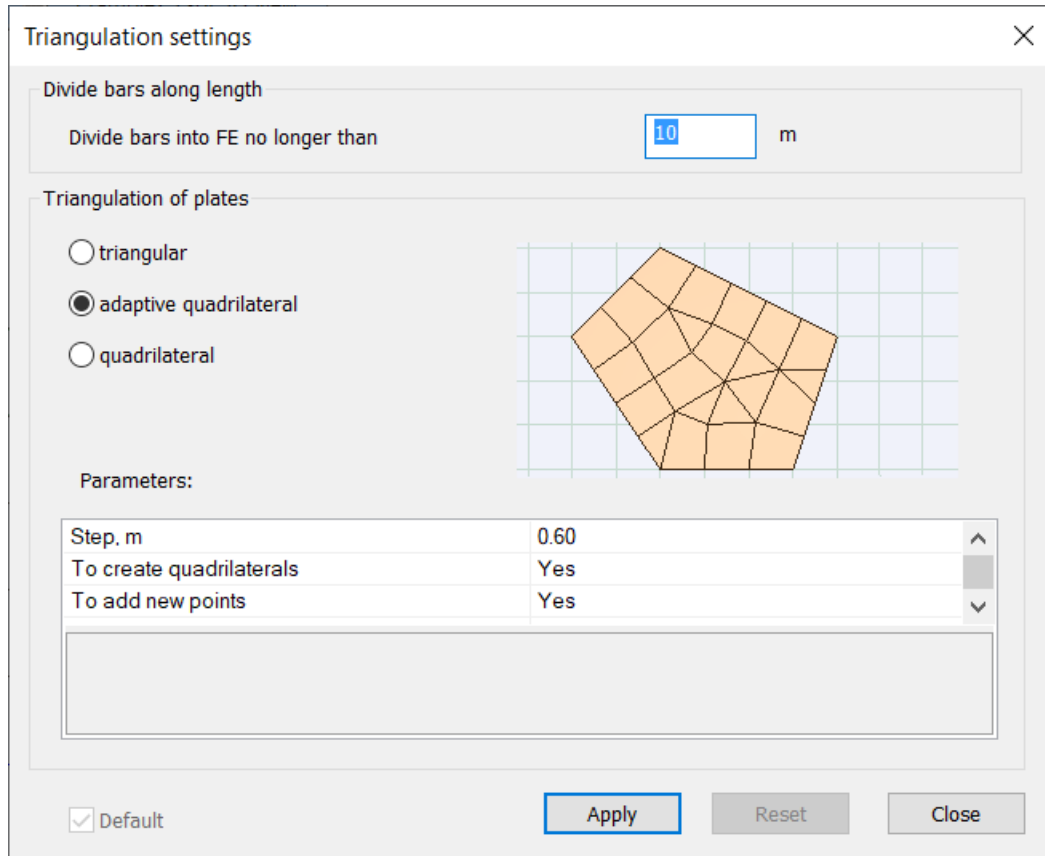 Triangulation settings
Divide bars along length
Divide bars into FE no longer than 10 m
Triangulation of plates
triangular
adaptive quadrilateral
quadrilateral
Parameters:
Step, m 0.60
To create quadrilaterals Yes
To add new points Yes
Default Apply Reset Close